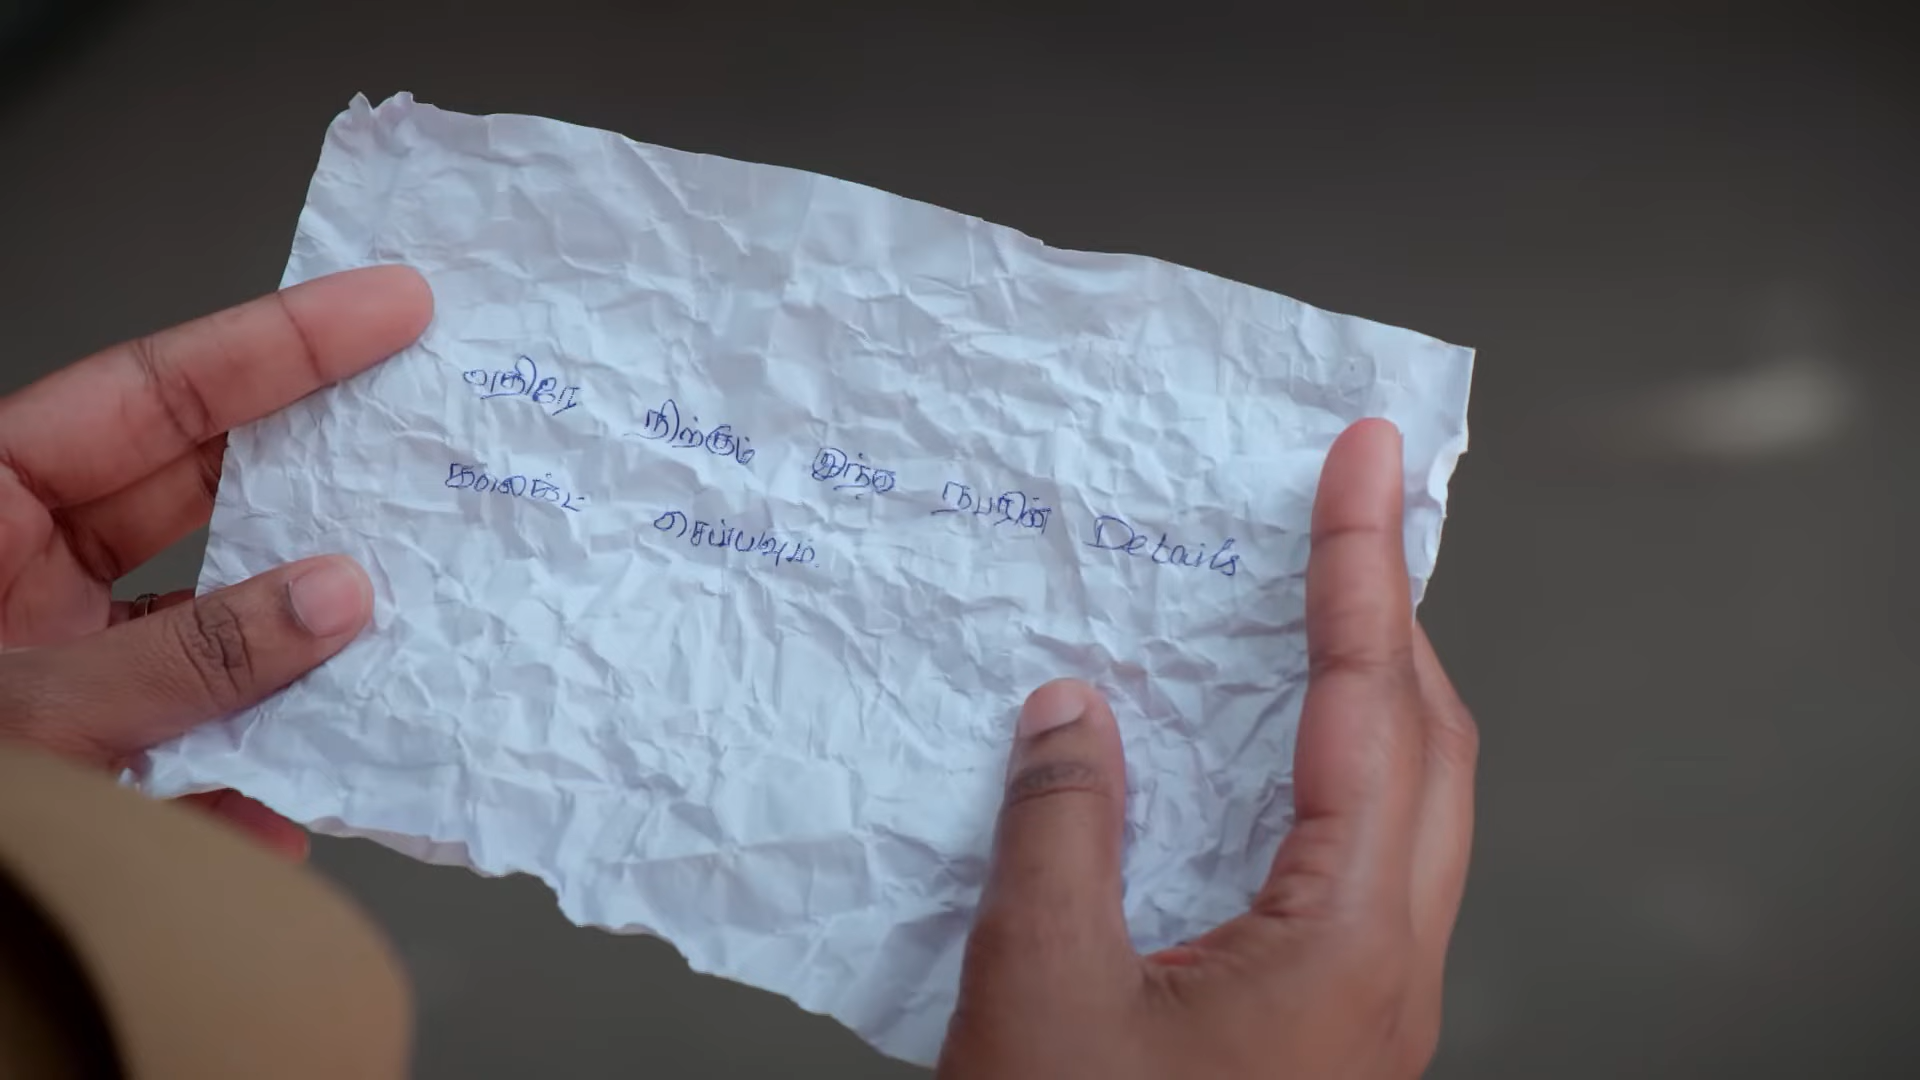 எதிரே நிற்கும் இந்த நபரின் Details
கலெக்ட் செய்யவும்.